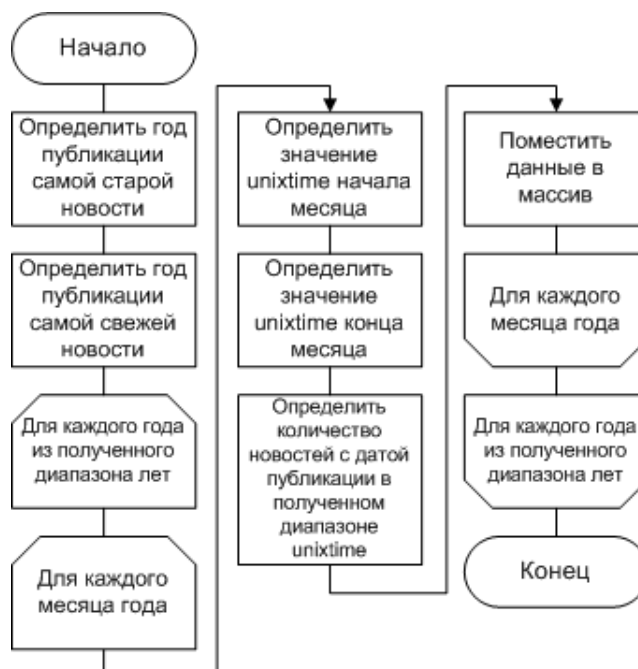 Начало
Определить год
публикации
самой старой
новости
Определить год
публикации
самой свежей
новости
Для каждого года
из полученного
диапазона лет
Для каждого
месяца года
Определить
значение
unixtime начала
месяца
Определить
значение
unixtime конца
месяца
Определить
количество
новостей с датой
публикации в
полученном
диапазоне
unixtime
Поместить
данные в
массив
Для каждого
месяца года
Для каждого года
из полученного
диапазона лет
Конец